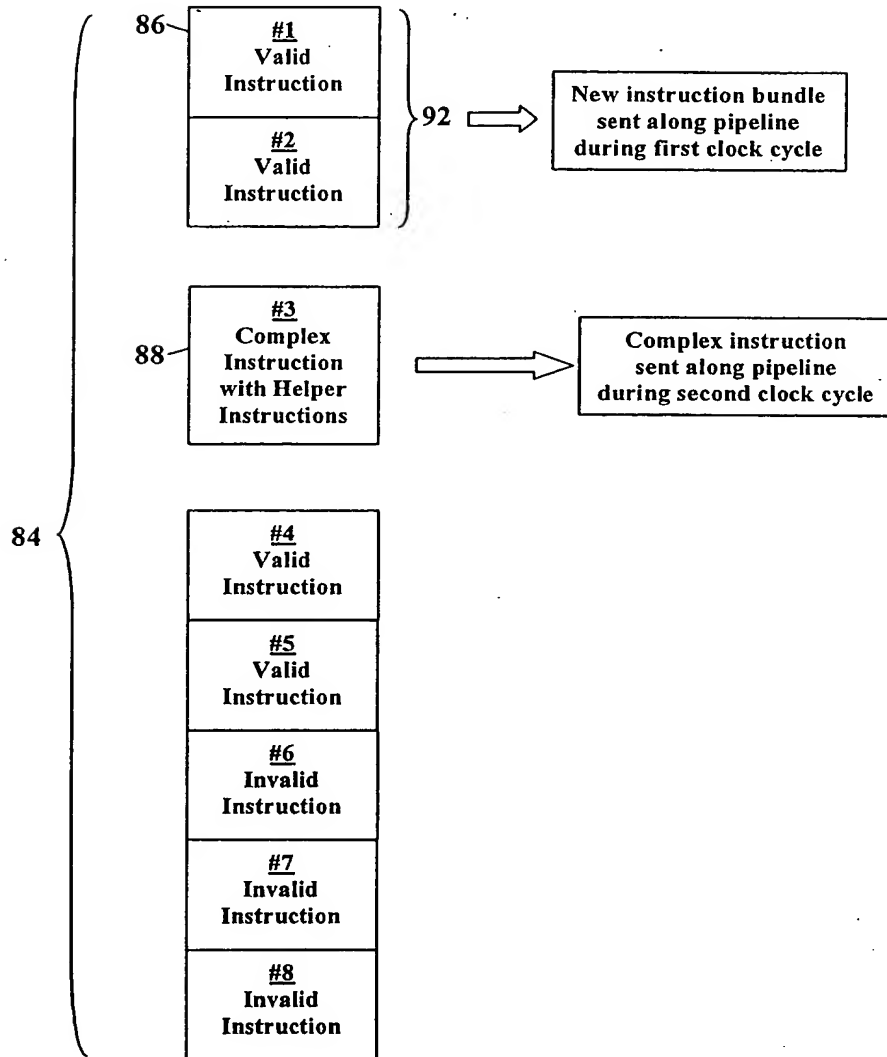 86
#1
Valid
Instruction
#2
Valid
Instruction
92
New instruction bundle
sent along pipeline
during first clock cycle
88
#3
Complex
Instruction
with Helper
Instructions
Complex instruction
sent along pipeline
during second clock cycle
84
#4
Valid
Instruction
#5
Valid
Instruction
#6
Invalid
Instruction
#7
Invalid
Instruction
#8
Invalid
Instruction